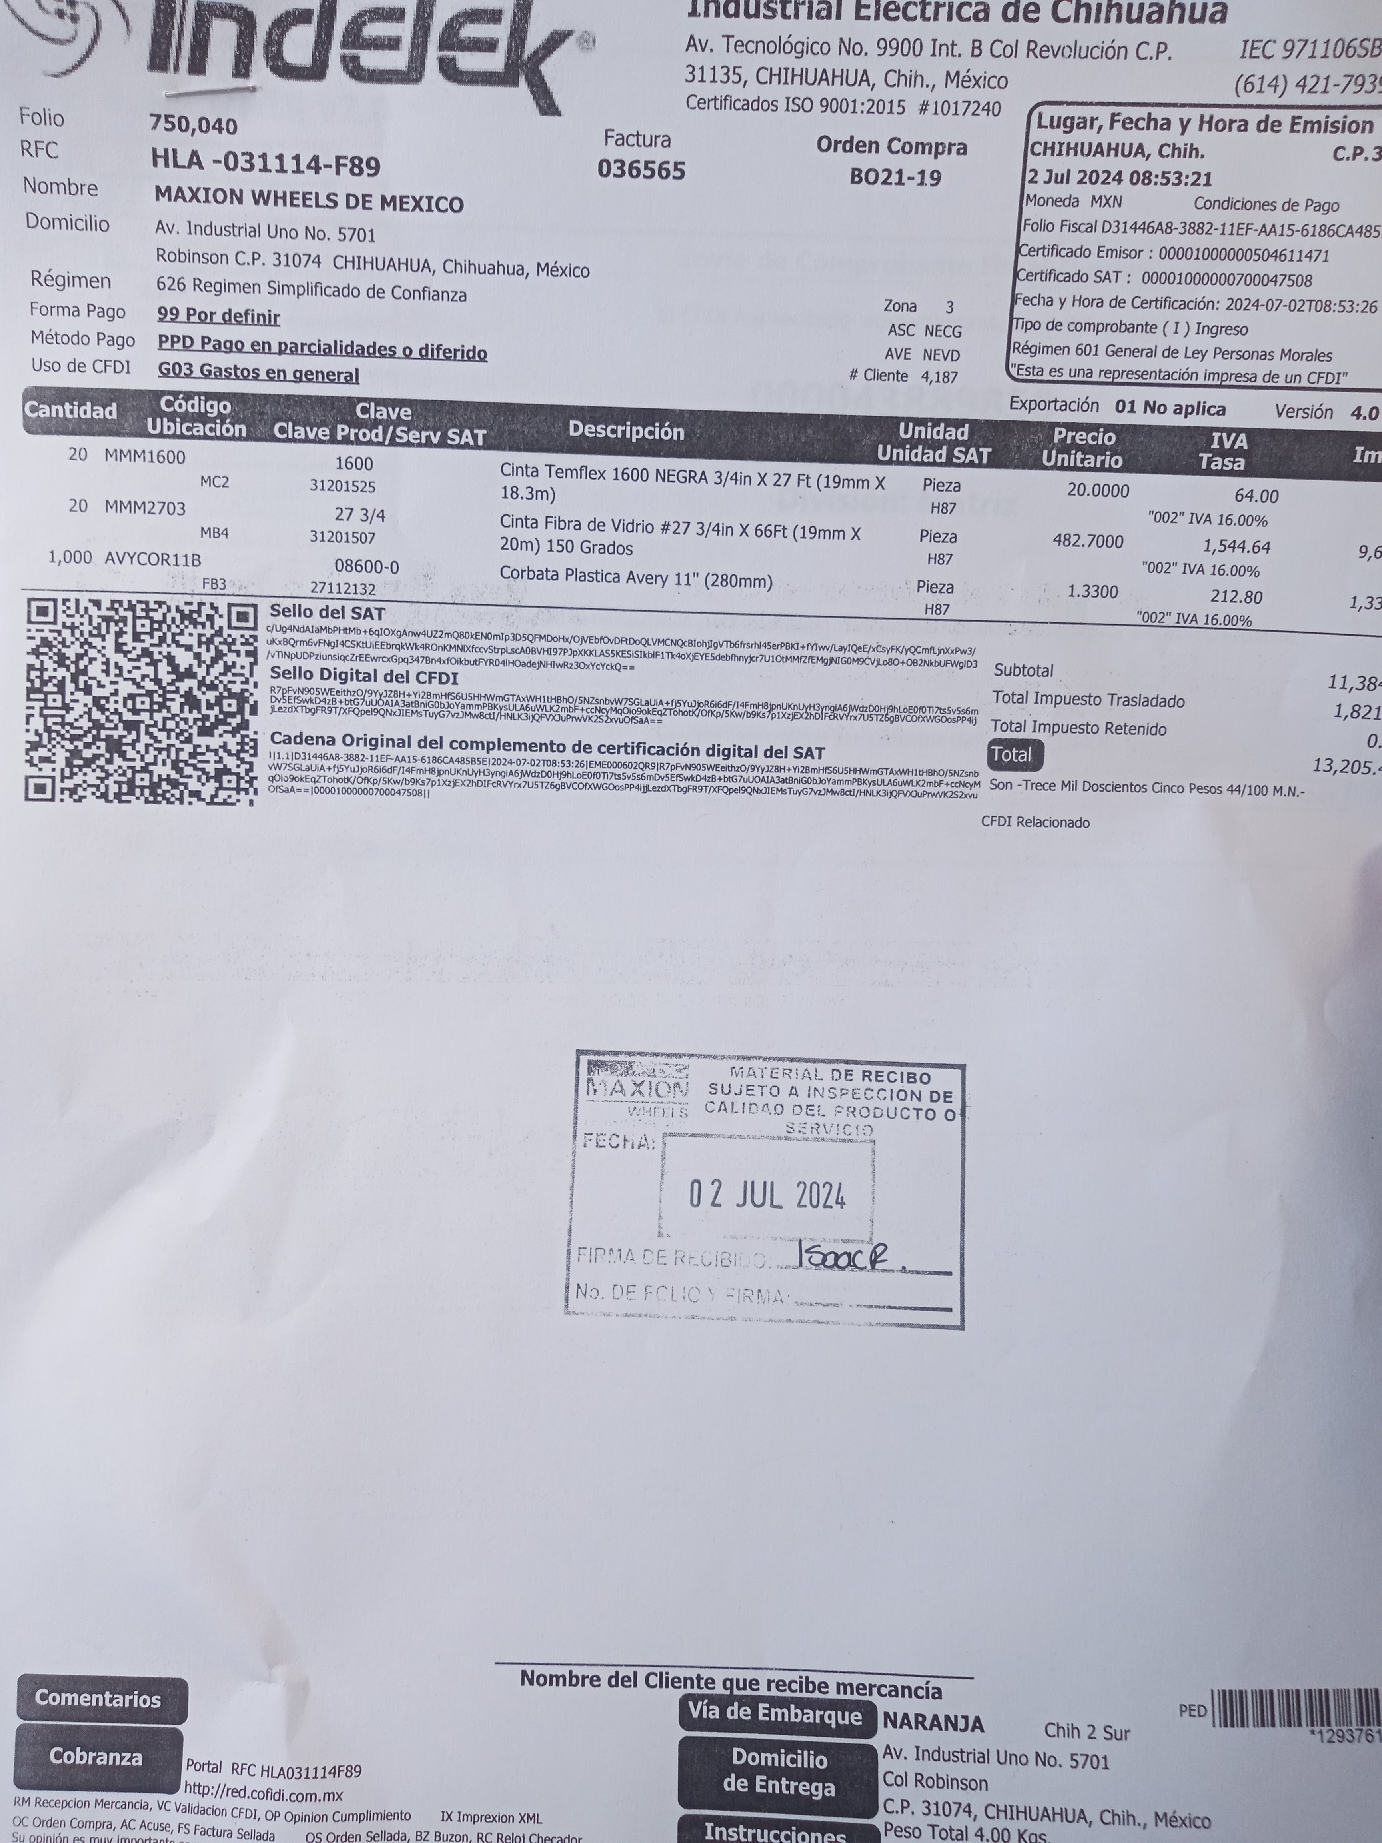 Indelek®
Industrial Eléctrica de Chihuahua
Av. Tecnológico No. 9900 Int. B Col Revolución C.P.
31135, CHIHUAHUA, Chih., México
Certificados ISO 9001:2015 #1017240
IEC 971106SB
(614) 421-793
Folio 750,040
RFC HLA -031114-F89
Nombre MAXION WHEELS DE MEXICO
Domicilio Av. Industrial Uno No. 5701
Robinson C.P. 31074 CHIHUAHUA, Chihuahua, México
Régimen 626 Regimen Simplificado de Confianza
Forma Pago 99 Por definir
Método Pago PPD Pago en parcialidades o diferido
Uso de CFDI G03 Gastos en general
Factura
036565
Orden Compra
BO21-19
Zona 3
ASC NECG
AVE NEVD
# Cliente 4,187
Lugar, Fecha y Hora de Emision
CHIHUAHUA, Chih. C.P.3
2 Jul 2024 08:53:21
Moneda MXN Condiciones de Pago
Folio Fiscal D31446A8-3882-11EF-AA15-6186CA485
Certificado Emisor : 00001000000504611471
Certificado SAT : 00001000000700047508
Fecha y Hora de Certificación: 2024-07-02T08:53:26
Tipo de comprobante ( I ) Ingreso
Régimen 601 General de Ley Personas Morales
"Esta es una representación impresa de un CFDI"
Exportación 01 No aplica Versión 4.0
Cantidad Código Ubicación Clave Clave Prod/Serv SAT Descripción Unidad Unidad SAT Precio Unitario IVA Tasa Im
20 MMM1600 1600 Cinta Temflex 1600 NEGRA 3/4in X 27 Ft (19mm X Pieza 20.0000 64.00
MC2 31201525 18.3m) H87 "002" IVA 16.00%
20 MMM2703 27 3/4 Cinta Fibra de Vidrio #27 3/4in X 66Ft (19mm X Pieza 482.7000 1,544.64 9,6
MB4 31201507 20m) 150 Grados H87 "002" IVA 16.00%
1,000 AVYCOR11B 08600-0 Corbata Plastica Avery 11" (280mm) Pieza 1.3300 212.80 1,33
FB3 27112132 H87 "002" IVA 16.00%
Sello del SAT
Sello Digital del CFDI
Cadena Original del complemento de certificación digital del SAT
Subtotal 11,38
Total Impuesto Trasladado 1,821
Total Impuesto Retenido 0.
Total 13,205.
Son -Trece Mil Doscientos Cinco Pesos 44/100 M.N.-
CFDI Relacionado
MAXION
WHEELS
MATERIAL DE RECIBO
SUJETO A INSPECCION DE
CALIDAD DEL PRODUCTO O
SERVICIO
FECHA:
02 JUL 2024
FIRMA DE RECIBIDO. Isaac R.
No. DE FOLIO Y FIRMA:
Nombre del Cliente que recibe mercancía
Comentarios
Cobranza
Portal RFC HLA031114F89
http://red.cofidi.com.mx
RM Recepcion Mercancia, VC Validacion CFDI, OP Opinion Cumplimiento IX Imprexion XML
OC Orden Compra, AC Acuse, FS Factura Sellada OS Orden Sellada, BZ Buzon, RC Reloj Checador
Su opinión es muy importante
Vía de Embarque NARANJA Chih 2 Sur
PED
*1293761
Domicilio de Entrega
Av. Industrial Uno No. 5701
Col Robinson
C.P. 31074, CHIHUAHUA, Chih., México
Instrucciones Peso Total 4.00 Kgs.